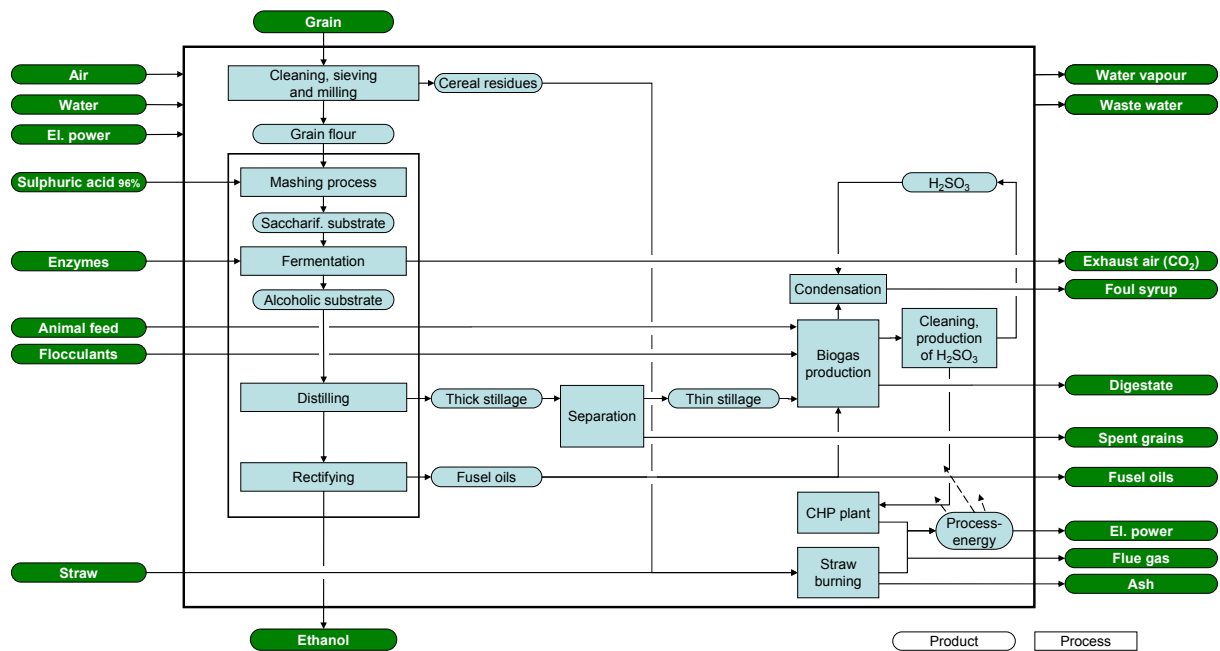 Grain
Air
Cleaning, sieving
and milling
Cereal residues
Water vapour
Water
Waste water
El. power
Grain flour
Sulphuric acid 96%
Mashing process
H₂SO₃
Saccharif. substrate
Enzymes
Fermentation
Exhaust air (CO₂)
Condensation
Foul syrup
Alcoholic substrate
Animal feed
Flocculants
Biogas
production
Cleaning,
production
of H₂SO₃
Digestate
Distilling
Thick stillage
Separation
Thin stillage
Spent grains
Rectifying
Fusel oils
Fusel oils
CHP plant
Process-
energy
El. power
Straw
Straw
burning
Flue gas
Ash
Ethanol
Product
Process